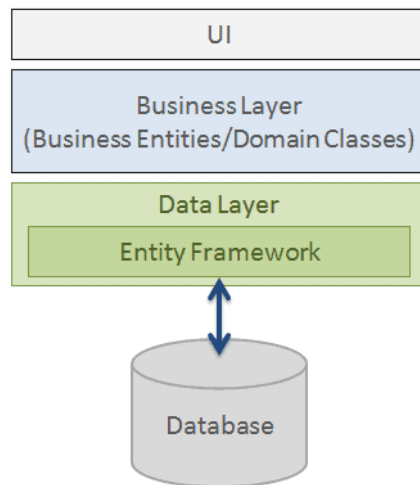 UI
Business Layer
(Business Entities/Domain Classes)
Data Layer
Entity Framework
Database